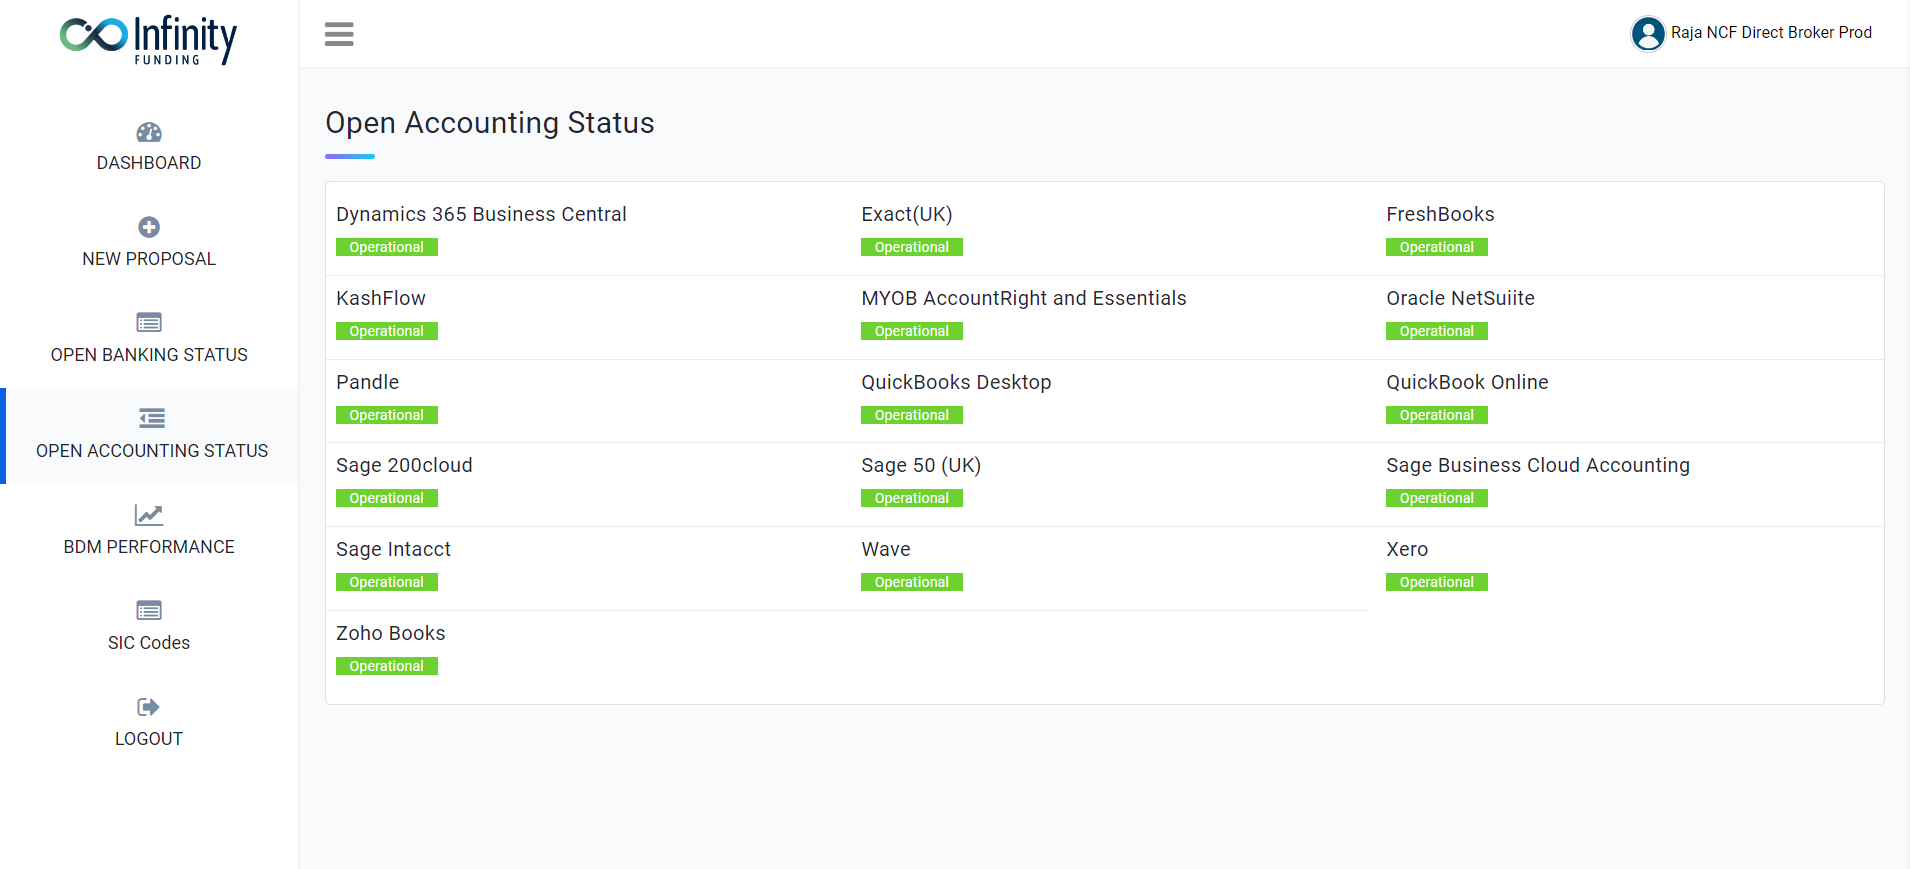 Infinity
FUNDING
Raja NCF Direct Broker Prod
DASHBOARD
NEW PROPOSAL
OPEN BANKING STATUS
OPEN ACCOUNTING STATUS
BDM PERFORMANCE
SIC Codes
LOGOUT
Open Accounting Status
Dynamics 365 Business Central
Operational
Exact(UK)
Operational
FreshBooks
Operational
KashFlow
Operational
MYOB AccountRight and Essentials
Operational
Oracle NetSuiite
Operational
Pandle
Operational
QuickBooks Desktop
Operational
QuickBook Online
Operational
Sage 200cloud
Operational
Sage 50 (UK)
Operational
Sage Business Cloud Accounting
Operational
Sage Intacct
Operational
Wave
Operational
Xero
Operational
Zoho Books
Operational